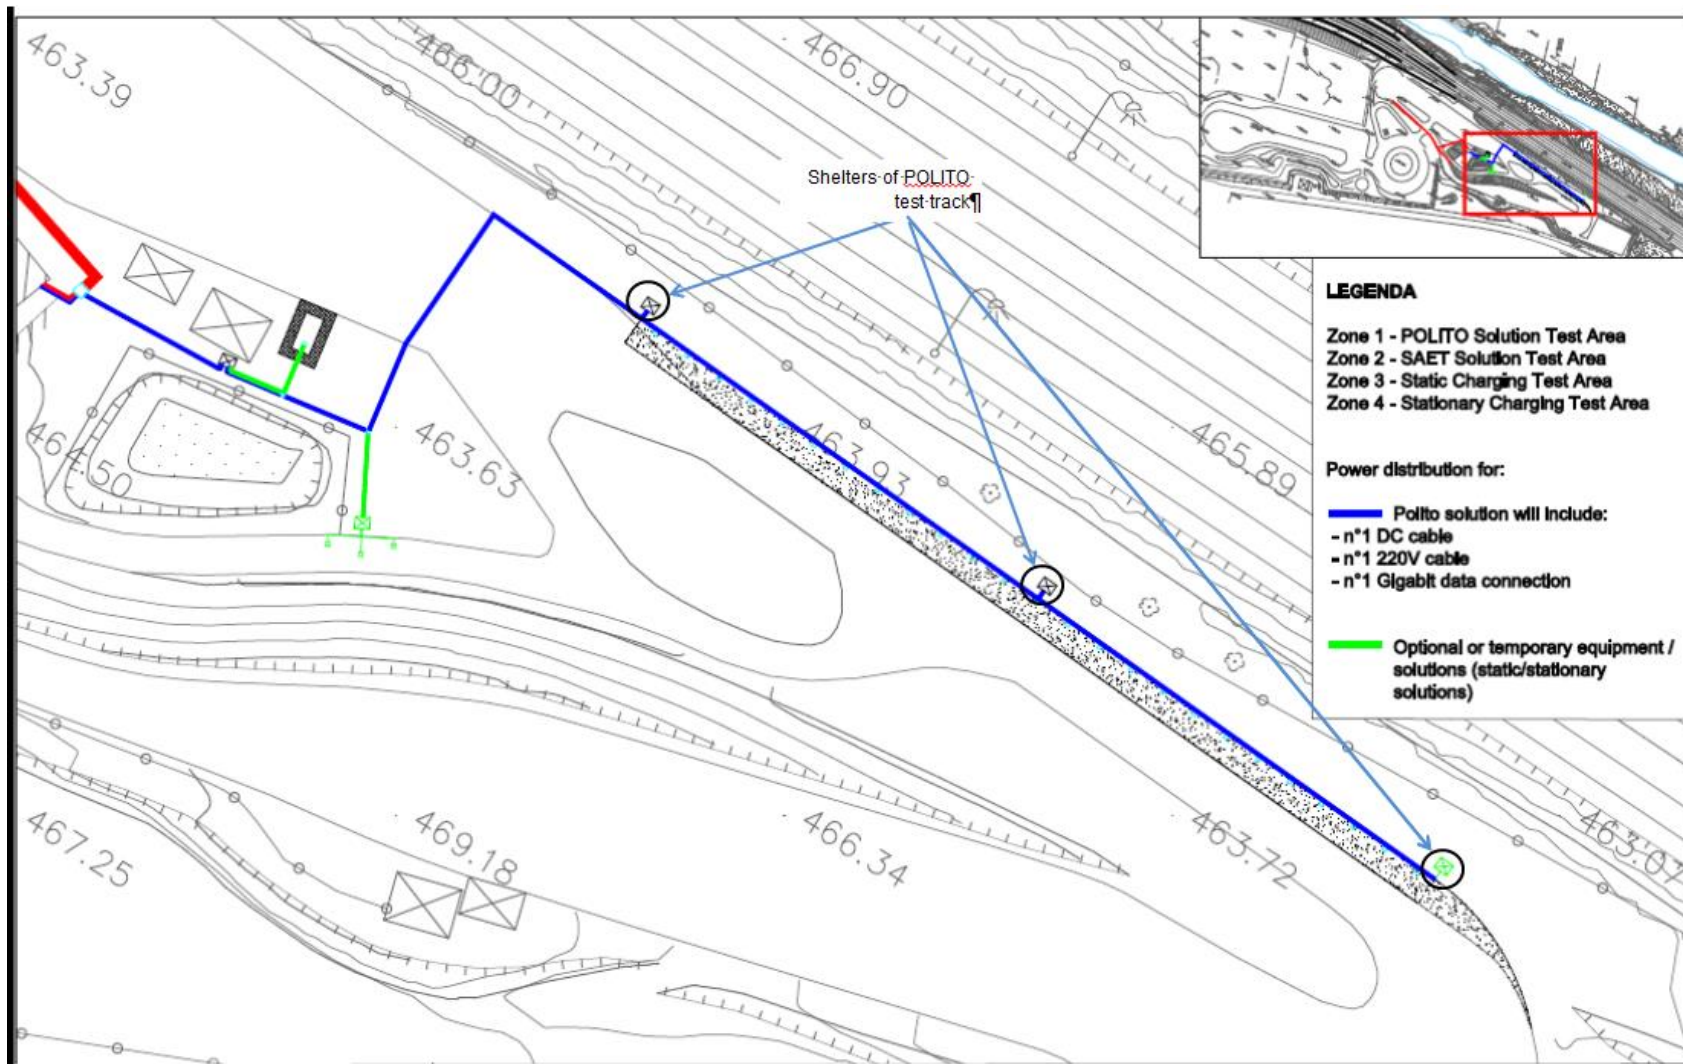 463.39
466.00
466.90
Shelters of POLITO
test track¶
LEGENDA
Zone 1 - POLITO Solution Test Area
Zone 2 - SAET Solution Test Area
Zone 3 - Static Charging Test Area
Zone 4 - Stationary Charging Test Area
464.50
463.63
463.93
465.89
Power distribution for:
Polito solution will include:
- n°1 DC cable
- n°1 220V cable
- n°1 Gigabit data connection
Optional or temporary equipment /
solutions (static/stationary
solutions)
467.25
469.18
466.34
463.72
463.07